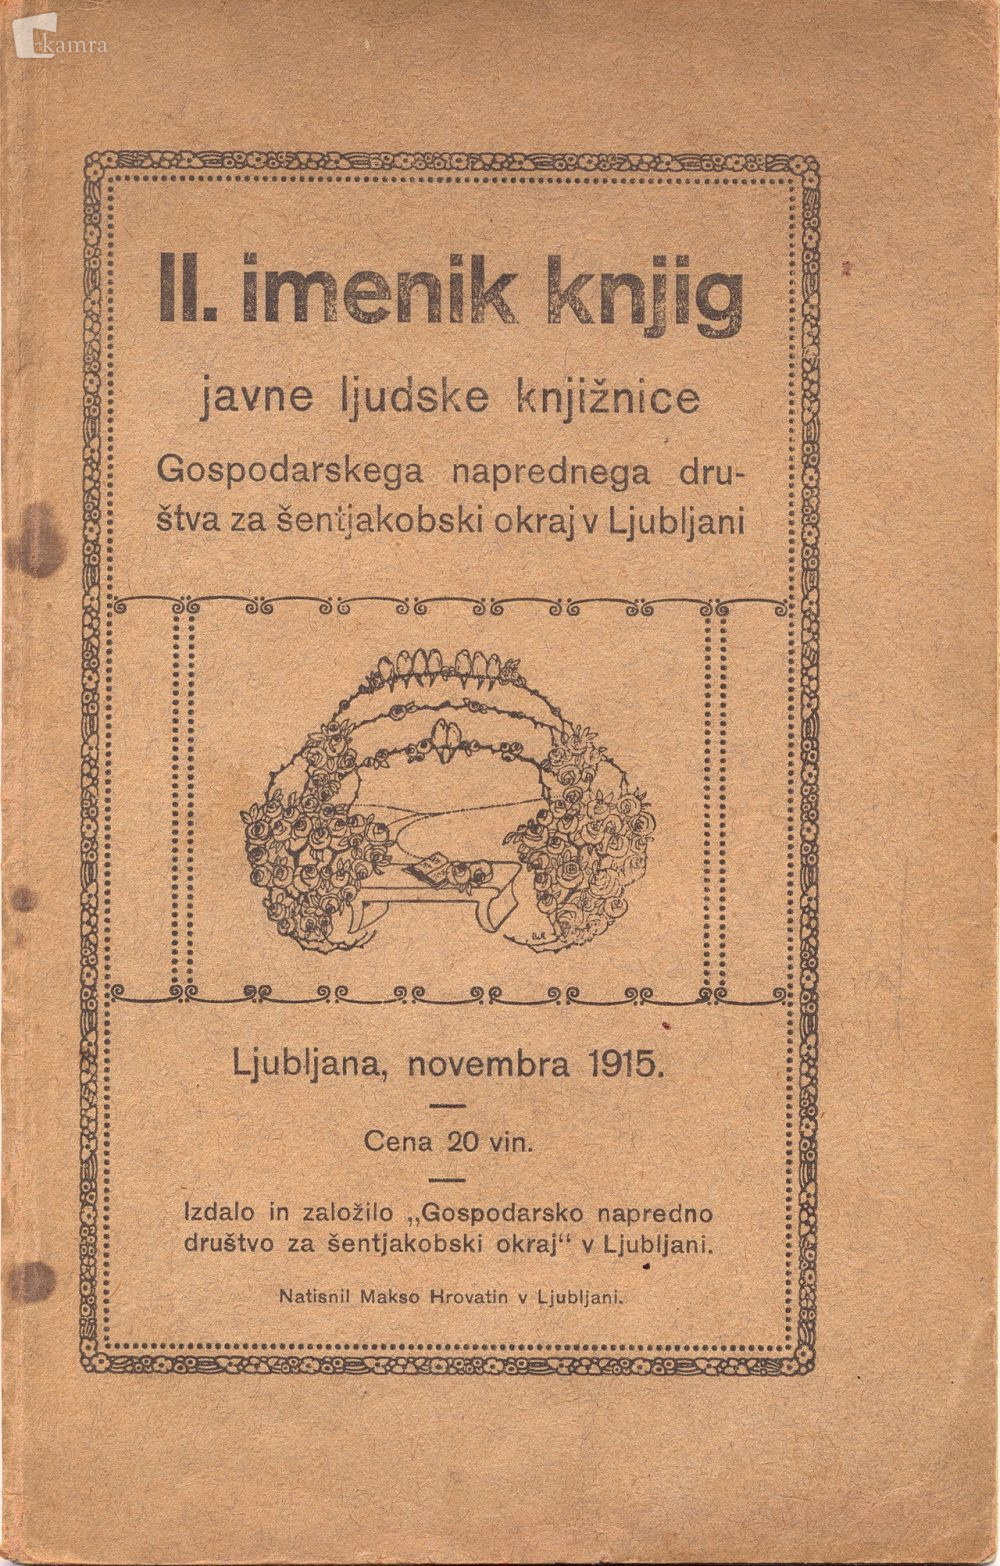 kamra
II. imenik knjig
javne ljudske knjižnice
Gospodarskega naprednega dru-
štva za šentjakobski okraj v Ljubljani
Ljubljana, novembra 1915.
Cena 20 vin.
Izdalo in založilo „Gospodarsko napredno
društvo za šentjakobski okraj“ v Ljubljani.
Natisnil Makso Hrovatin v Ljubljani.